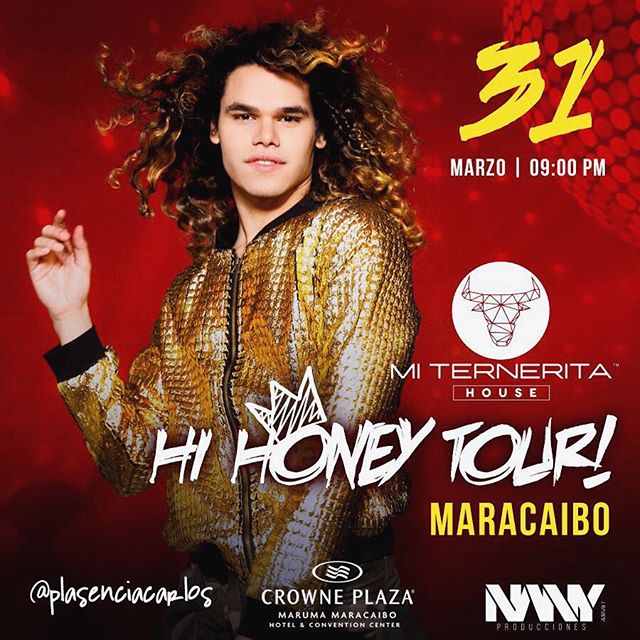 31
MARZO | 09:00 PM
MI TERNERITA™
HOUSE
HI HONEY TOUR!
MARACAIBO
@plasenciacarlos
CROWNE PLAZA
MARUMA MARACAIBO
HOTEL & CONVENTION CENTER
PRODUCCIONES